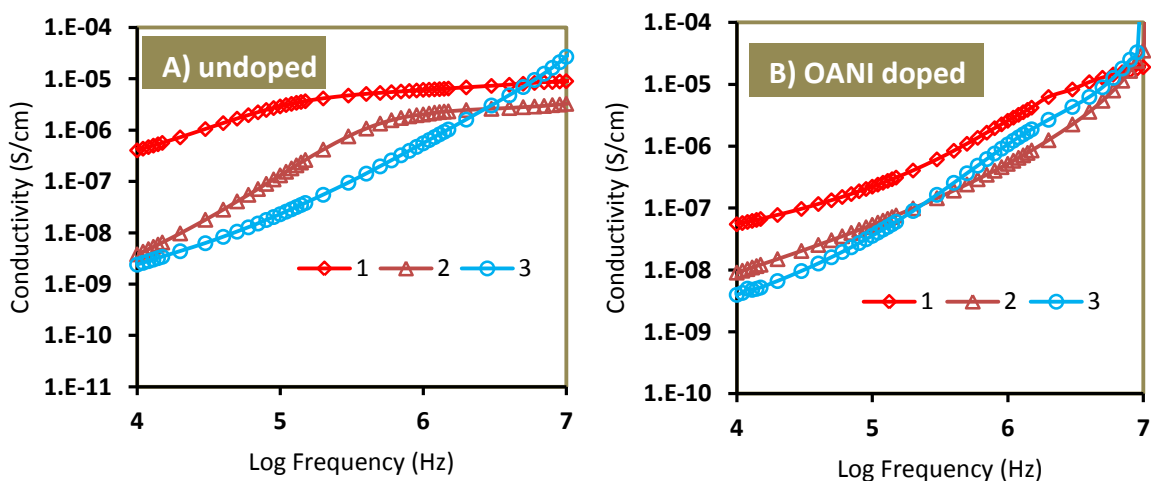 A) undoped
Conductivity (S/cm)
1.E-04
1.E-05
1.E-06
1.E-07
1.E-08
1.E-09
1.E-10
1.E-11
1 2 3
4 5 6 7
Log Frequency (Hz)
B) OANI doped
Conductivity (S/cm)
1.E-04
1.E-05
1.E-06
1.E-07
1.E-08
1.E-09
1.E-10
1 2 3
4 5 6 7
Log Frequency (Hz)